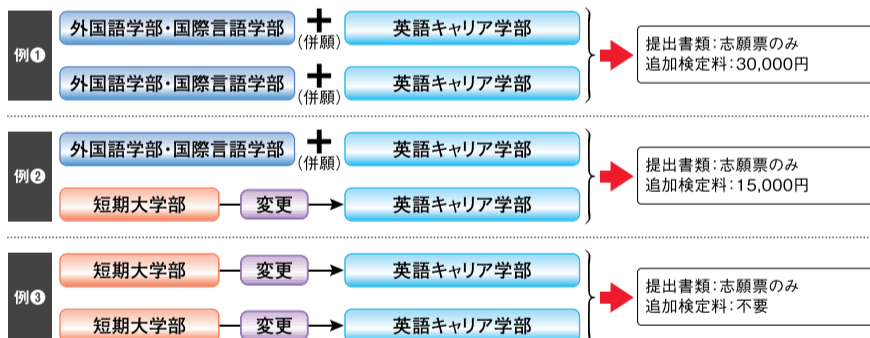 例❶
外国語学部・国際言語学部 + (併願) 英語キャリア学部
外国語学部・国際言語学部 + (併願) 英語キャリア学部
提出書類：志願票のみ
追加検定料：30,000円
例❷
外国語学部・国際言語学部 + (併願) 英語キャリア学部
短期大学部 変更 英語キャリア学部
提出書類：志願票のみ
追加検定料：15,000円
例❸
短期大学部 変更 英語キャリア学部
短期大学部 変更 英語キャリア学部
提出書類：志願票のみ
追加検定料：不要